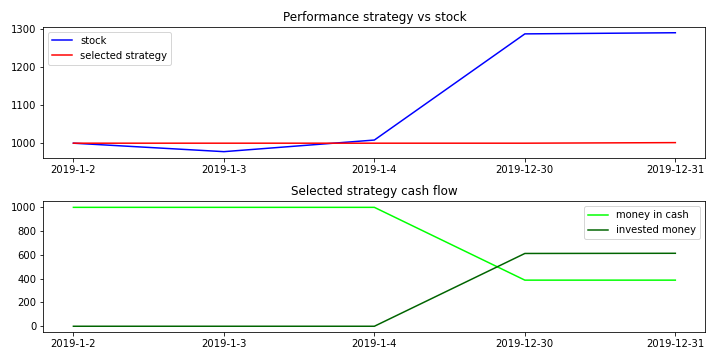 Performance strategy vs stock
1300
1200
1100
1000
stock
selected strategy
2019-1-2 2019-1-3 2019-1-4 2019-12-30 2019-12-31
Selected strategy cash flow
1000
800
600
400
200
0
money in cash
invested money
2019-1-2 2019-1-3 2019-1-4 2019-12-30 2019-12-31